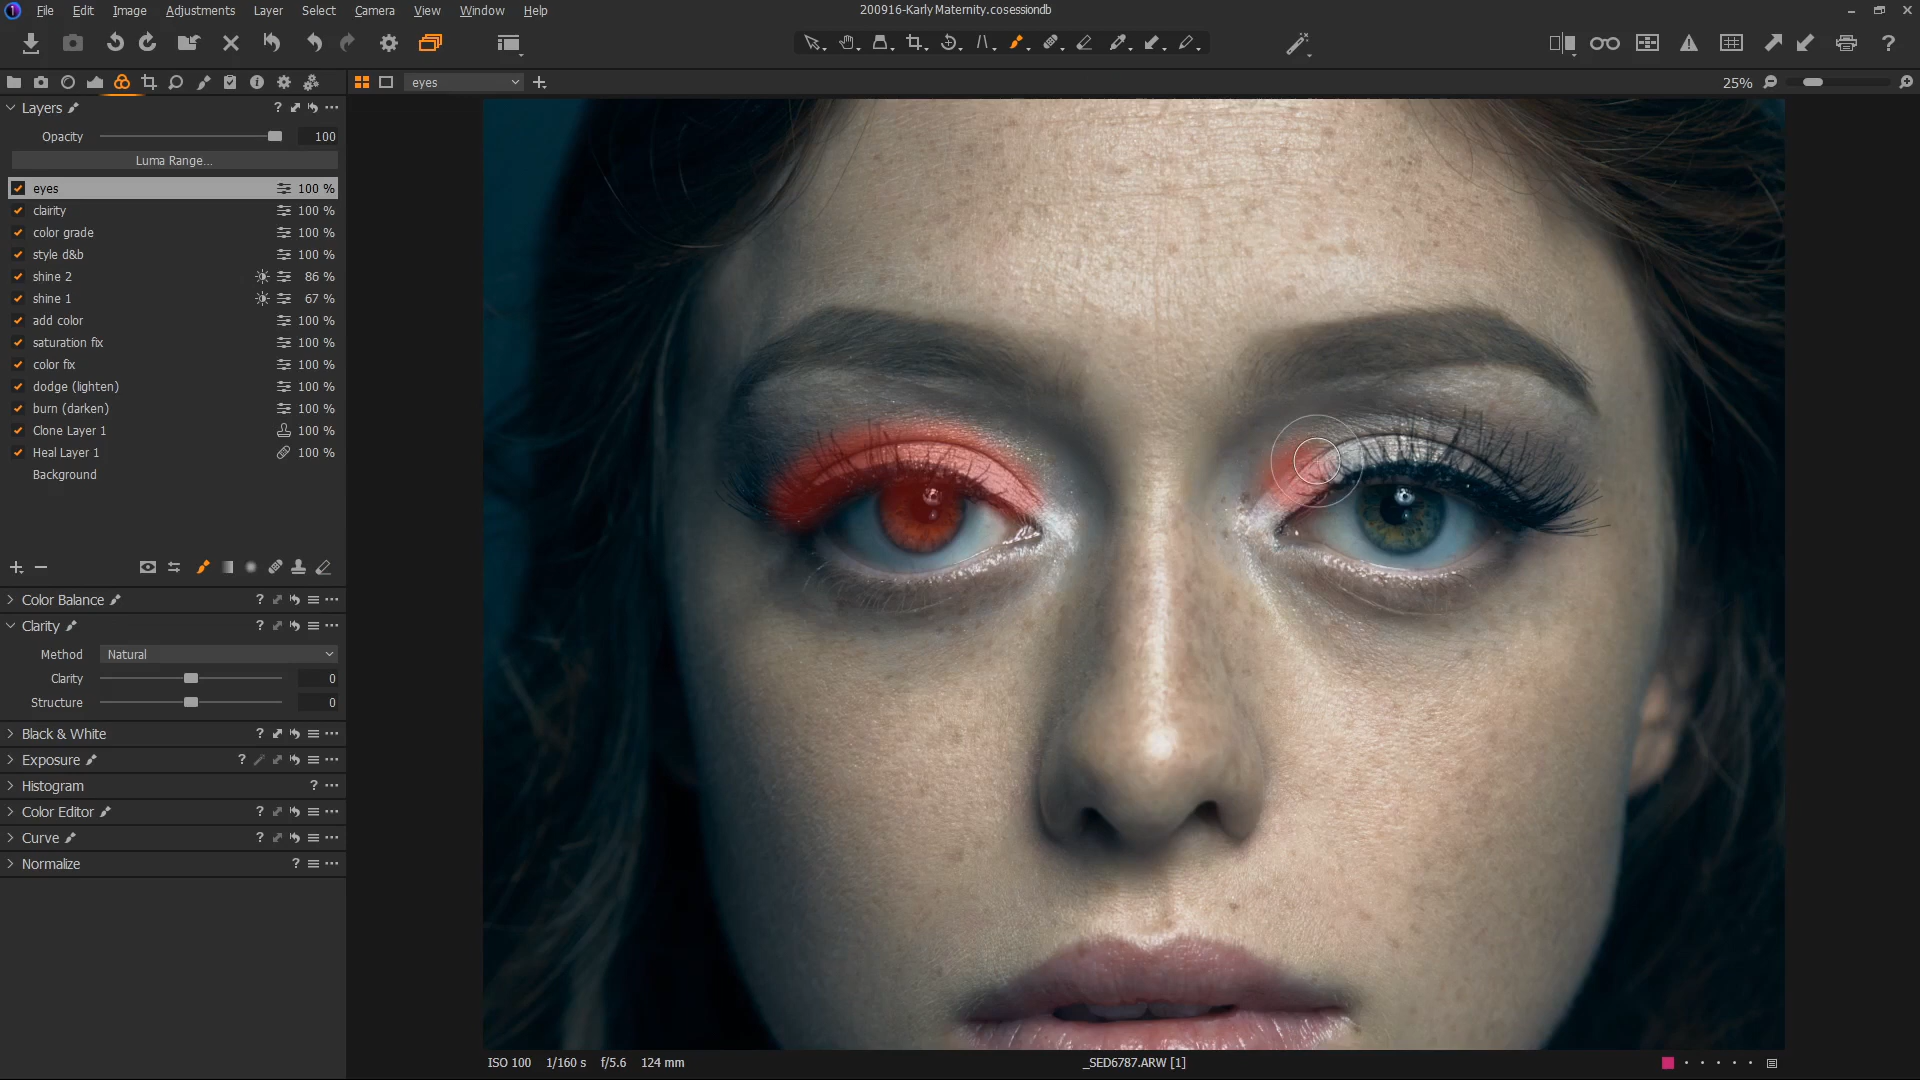 File Edit Image Adjustments Layer Select Camera View Window Help
200916-Karly Maternity.cosessiondb
eyes
25%
Layers
Opacity 100
Luma Range...
eyes 100 %
clairity 100 %
color grade 100 %
style d&b 100 %
shine 2 86 %
shine 1 67 %
add color 100 %
saturation fix 100 %
color fix 100 %
dodge (lighten) 100 %
burn (darken) 100 %
Clone Layer 1 100 %
Heal Layer 1 100 %
Background
Color Balance
Clarity
Method Natural
Clarity 0
Structure 0
Black & White
Exposure
Histogram
Color Editor
Curve
Normalize
ISO 100 1/160 s f/5.6 124 mm
_SED6787.ARW [1]